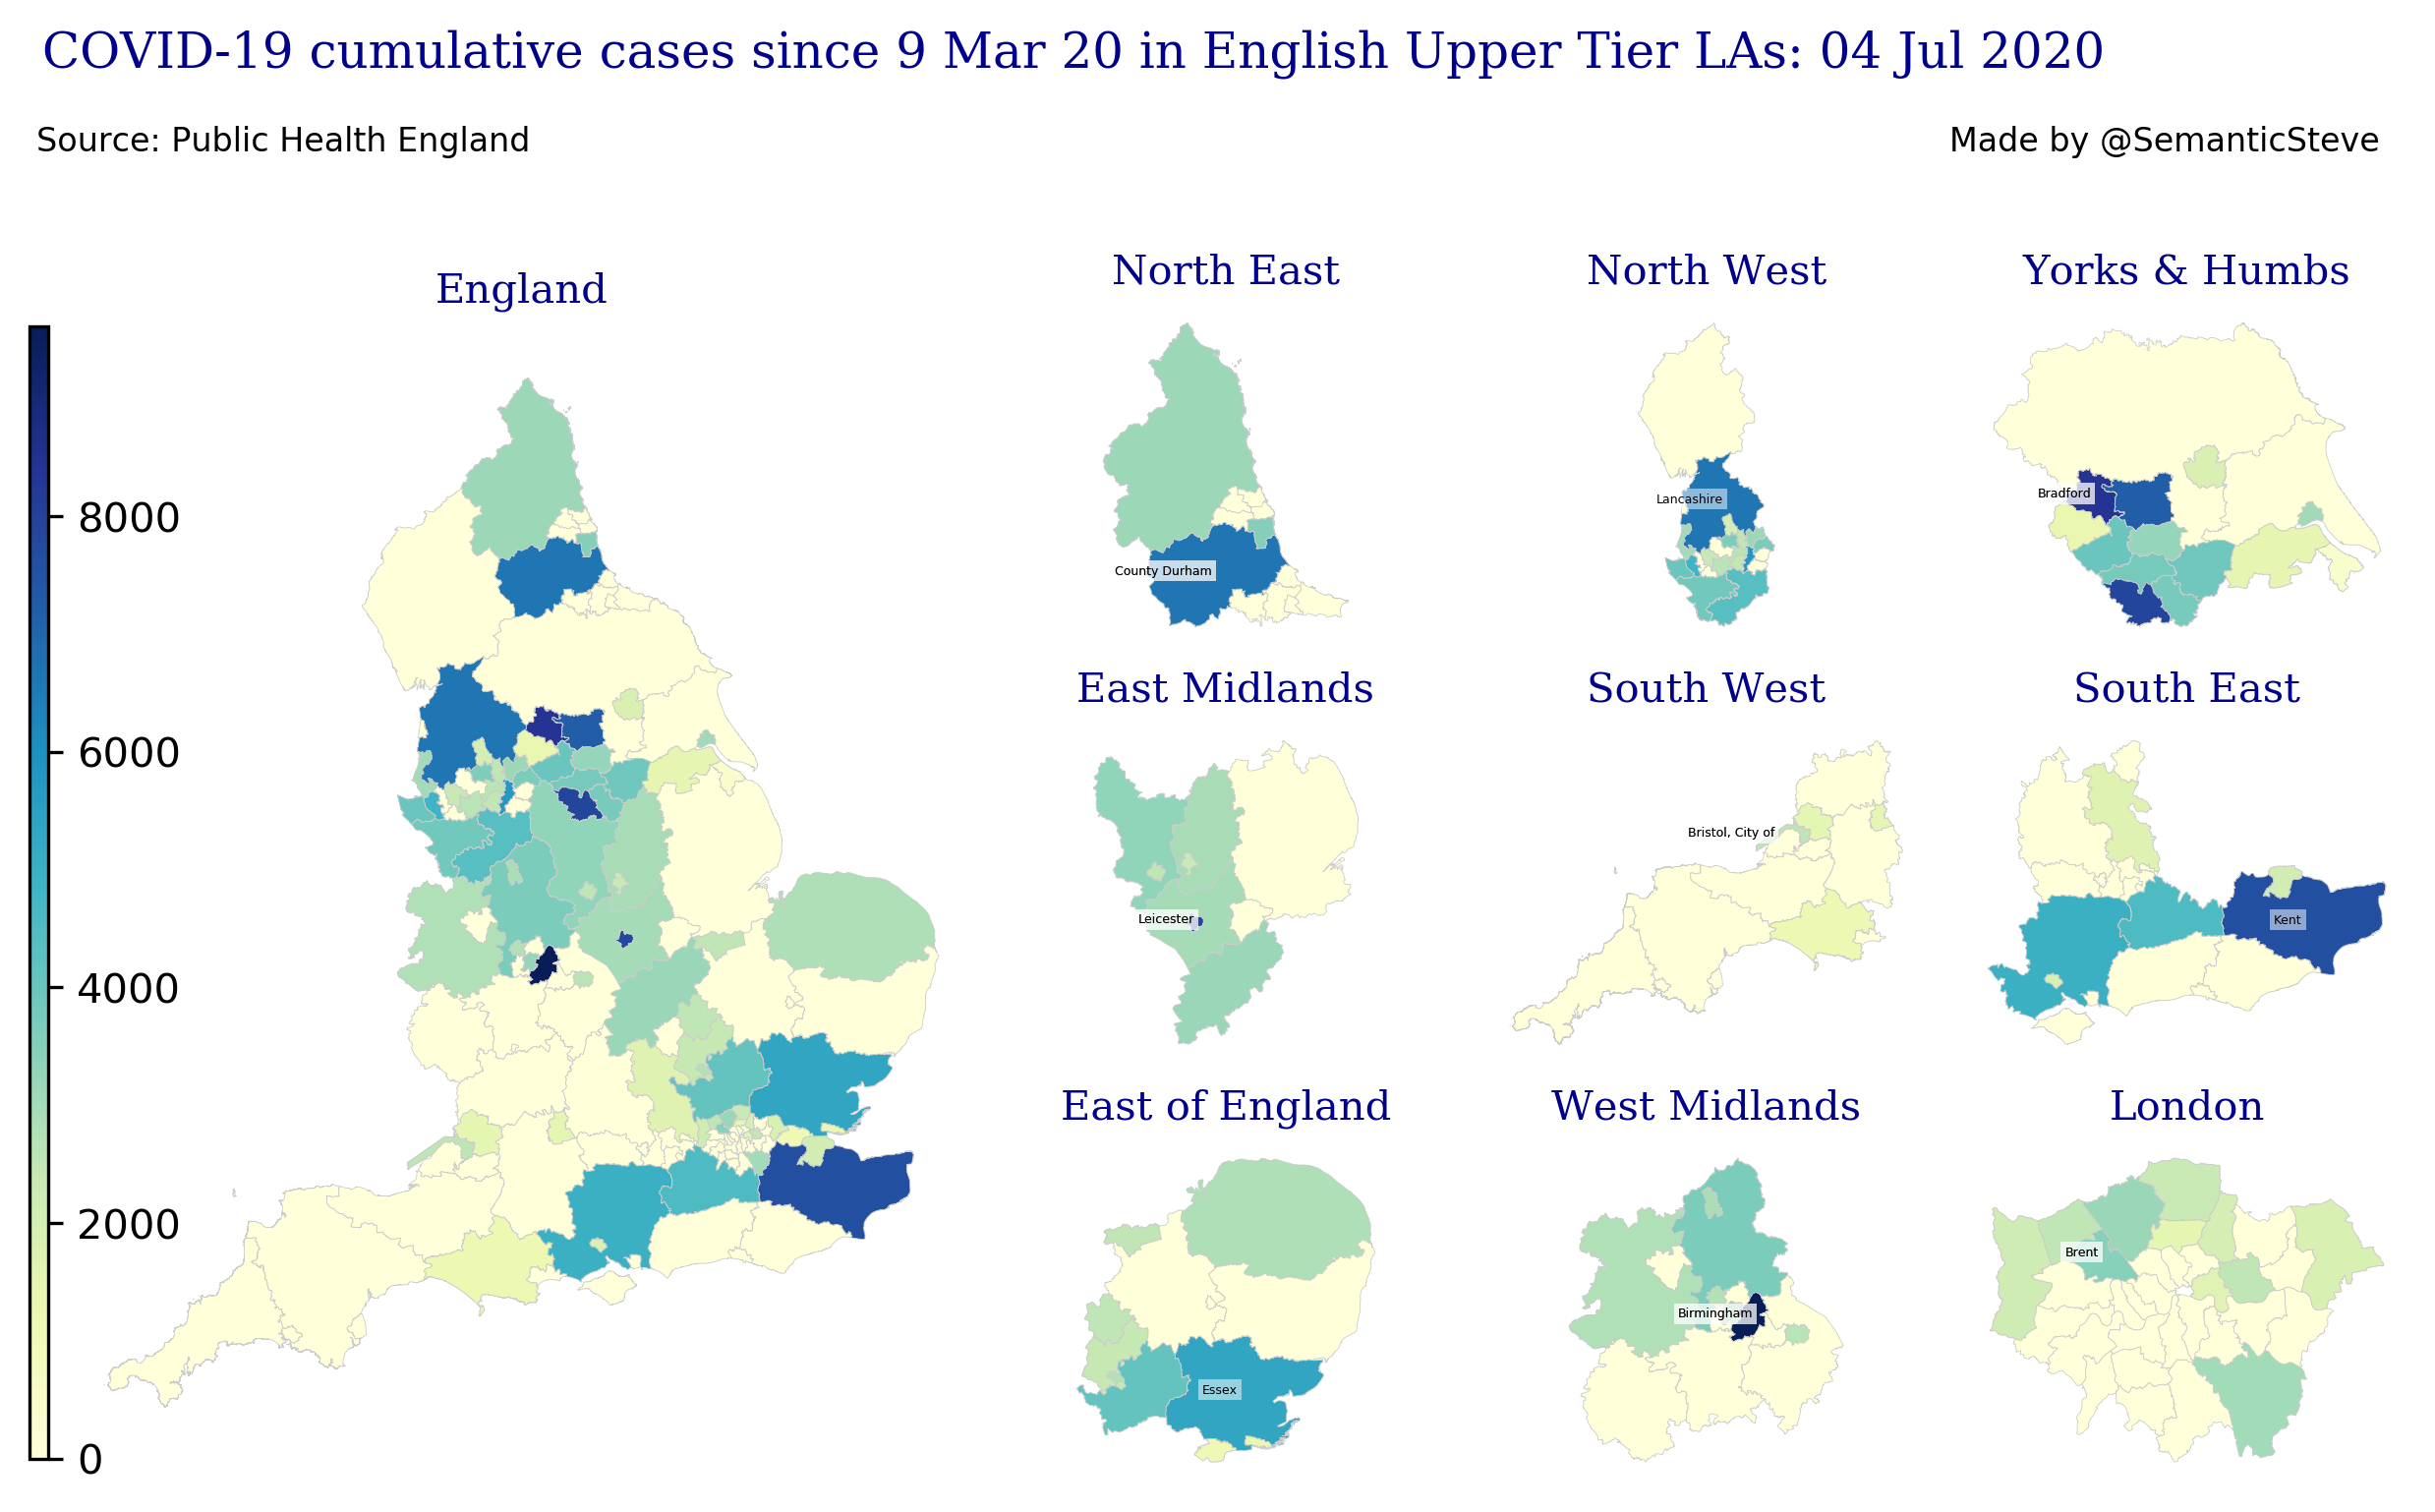 COVID-19 cumulative cases since 9 Mar 20 in English Upper Tier LAs: 04 Jul 2020
Source: Public Health England
Made by @SemanticSteve
England
8000
6000
4000
2000
0
North East
County Durham
North West
Lancashire
Yorks & Humbs
Bradford
East Midlands
Leicester
South West
Bristol, City of
South East
Kent
East of England
Essex
West Midlands
Birmingham
London
Brent